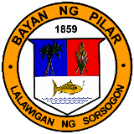 BAYAN NG PILAR
1859
LALAWIGAN NG SORSOGON